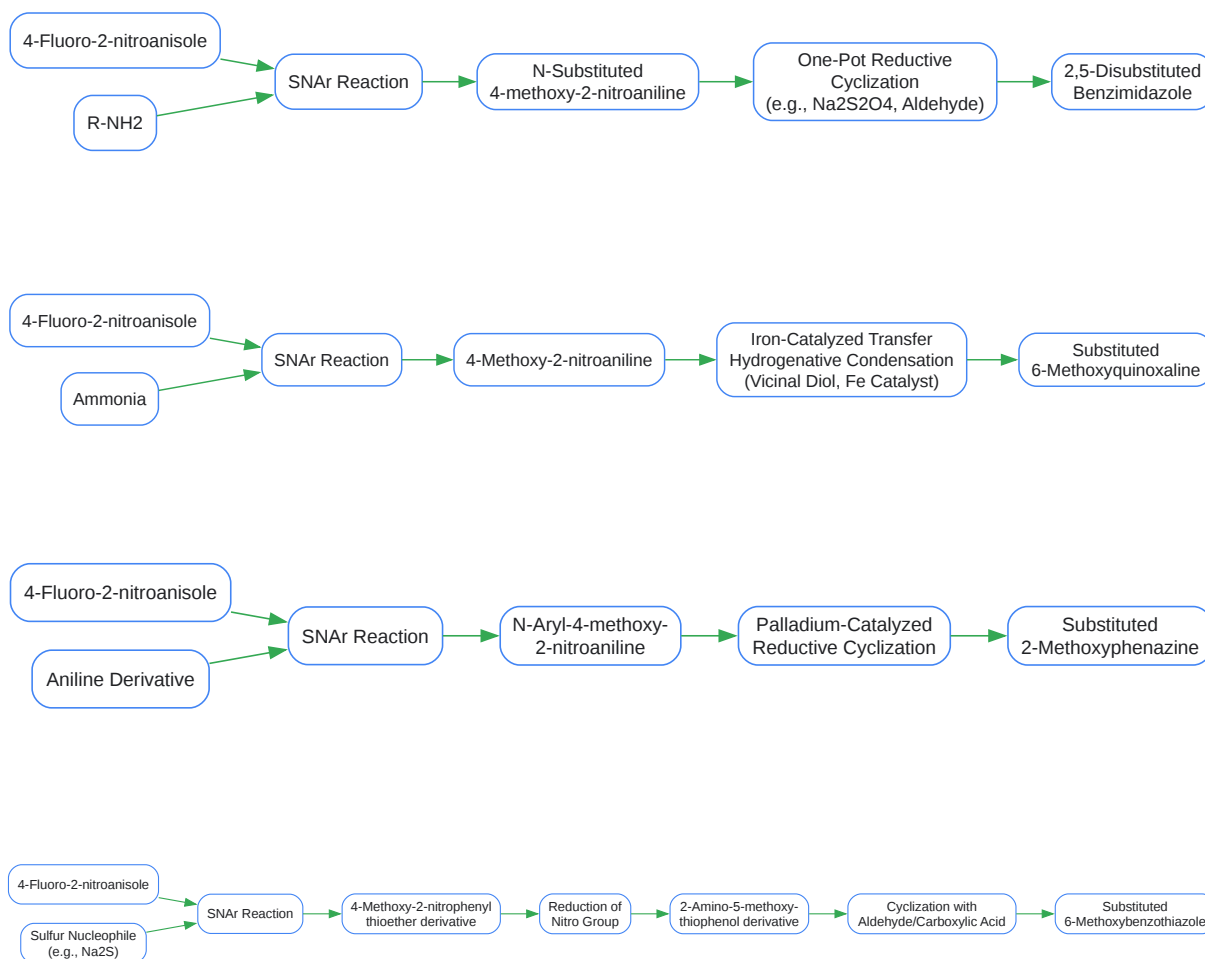 4-Fluoro-2-nitroanisole
R-NH2
SNAr Reaction
N-Substituted
4-methoxy-2-nitroaniline
One-Pot Reductive
Cyclization
(e.g., Na2S2O4, Aldehyde)
2,5-Disubstituted
Benzimidazole
4-Fluoro-2-nitroanisole
Ammonia
SNAr Reaction
4-Methoxy-2-nitroaniline
Iron-Catalyzed Transfer
Hydrogenative Condensation
(Vicinal Diol, Fe Catalyst)
Substituted
6-Methoxyquinoxaline
4-Fluoro-2-nitroanisole
Aniline Derivative
SNAr Reaction
N-Aryl-4-methoxy-
2-nitroaniline
Palladium-Catalyzed
Reductive Cyclization
Substituted
2-Methoxyphenazine
4-Fluoro-2-nitroanisole
Sulfur Nucleophile
(e.g., Na2S)
SNAr Reaction
4-Methoxy-2-nitrophenyl
thioether derivative
Reduction of
Nitro Group
2-Amino-5-methoxy-
thiophenol derivative
Cyclization with
Aldehyde/Carboxylic Acid
Substituted
6-Methoxybenzothiazole